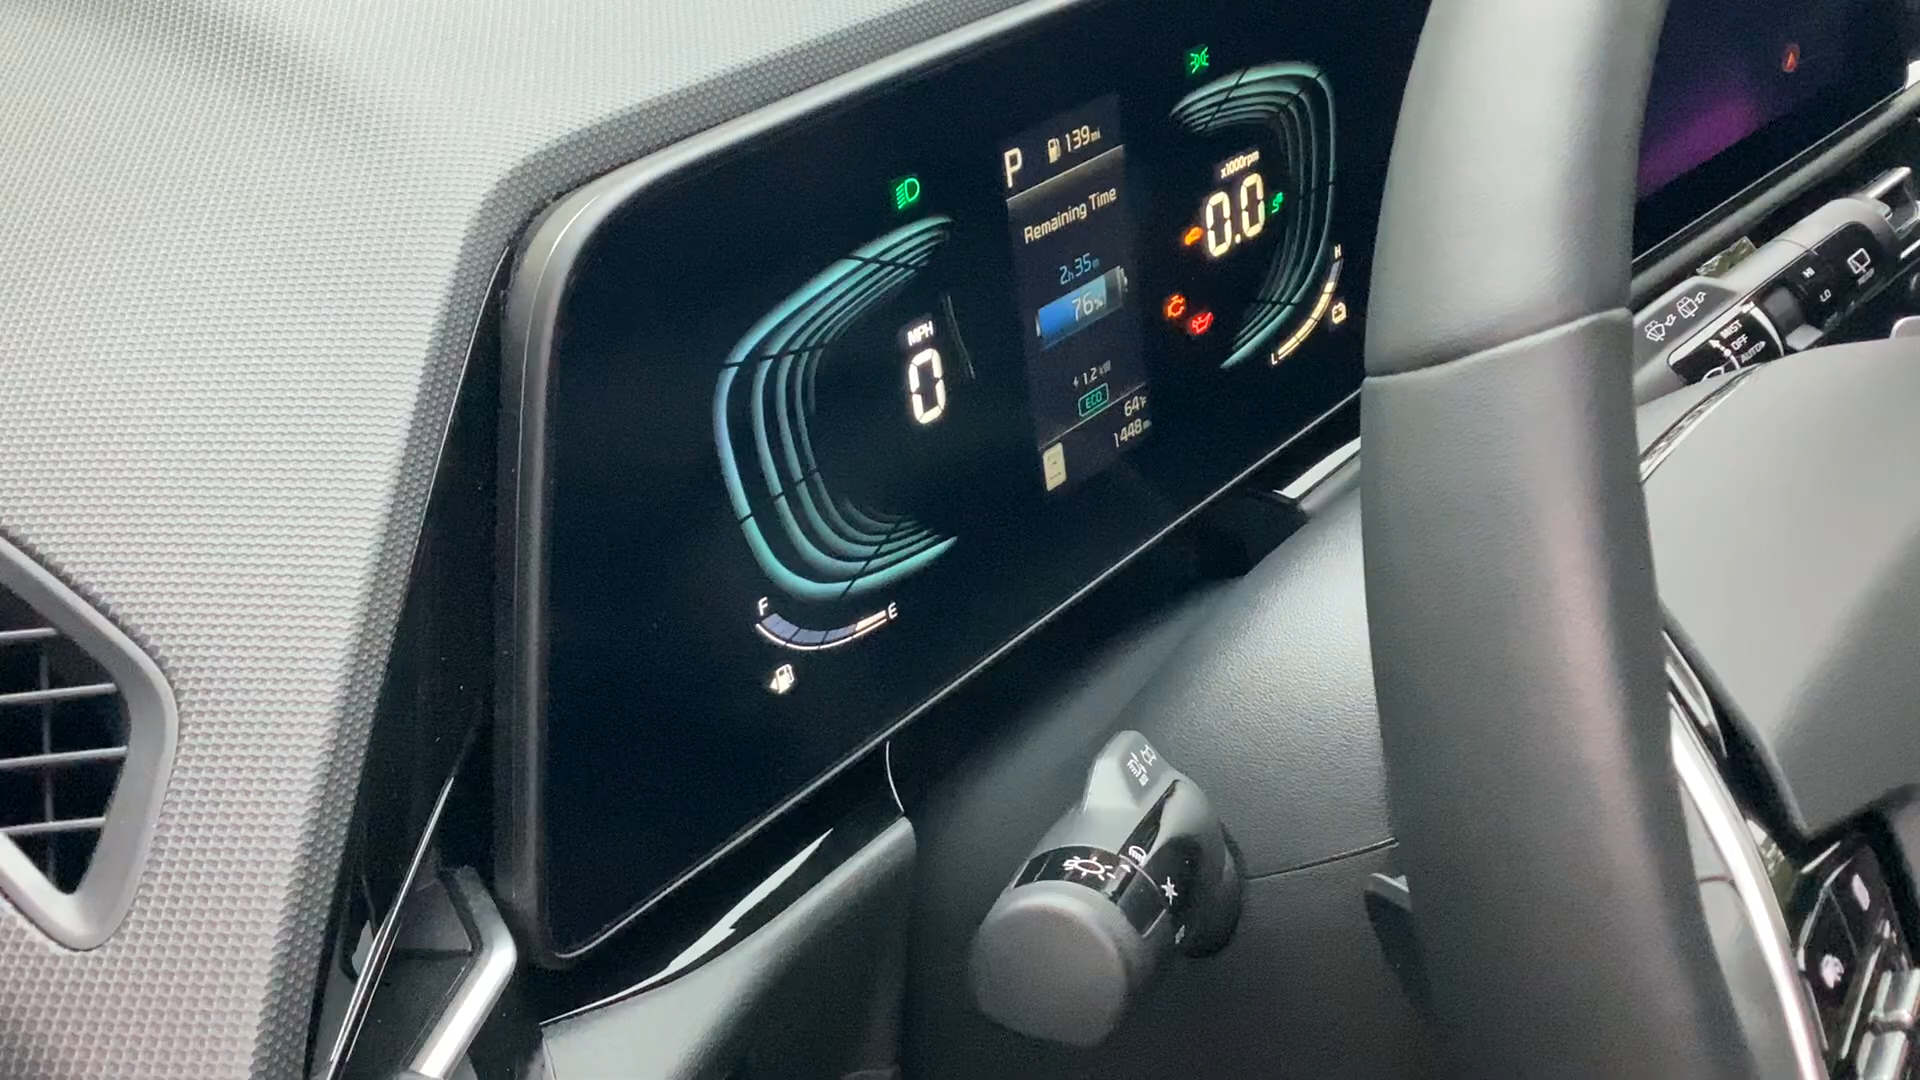 P 139mi
Remaining Time
2h 35m
76%
1.2 kW
ECO
64°F
1448mi
MPH
0
x1000rpm
0.0
H
L
F E
HI
LO
MIST
OFF
AUTO